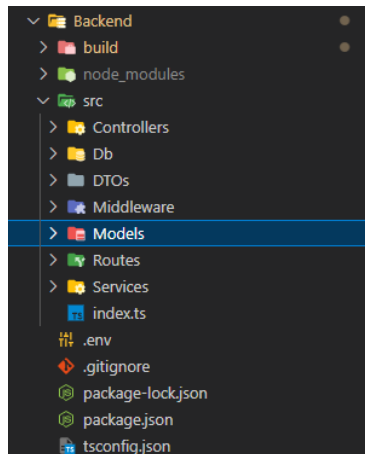 Backend
build
node_modules
src
Controllers
Db
DTOs
Middleware
Models
Routes
Services
TS index.ts
.env
.gitignore
package-lock.json
package.json
tsconfig.json